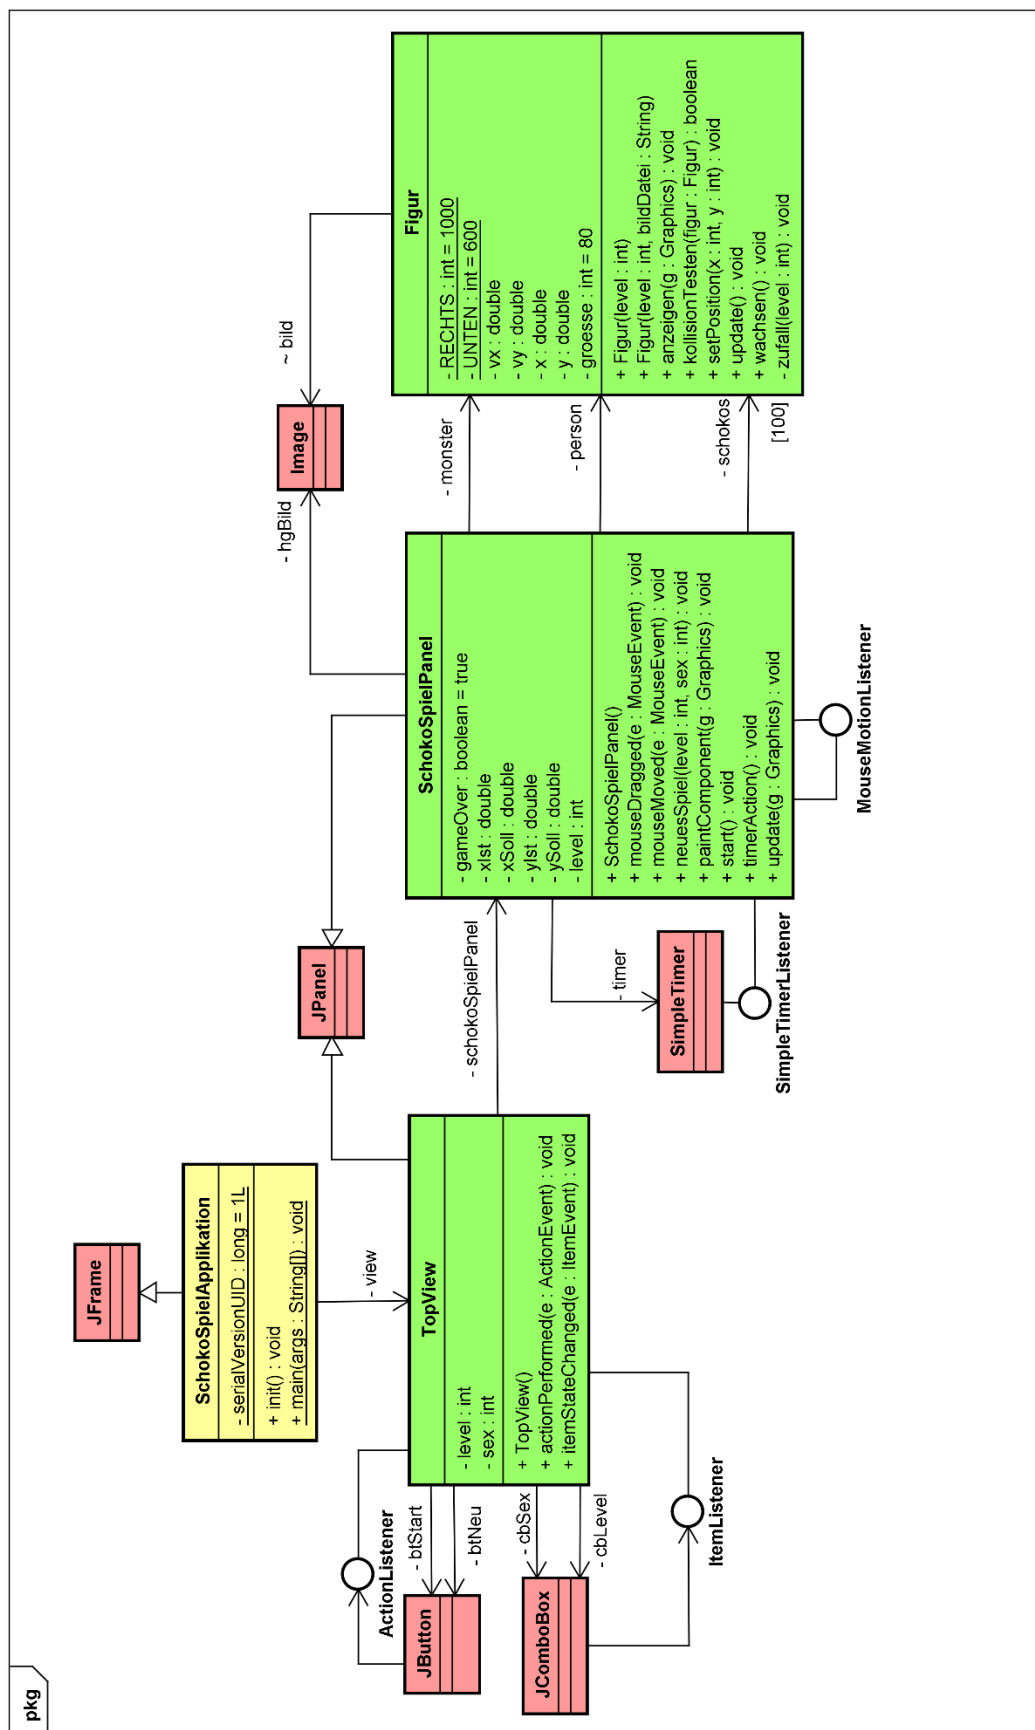 pkg
JFrame
SchokoSpielApplikation
- serialVersionUID : long = 1L
+ init() : void
+ main(args : String[]) : void
- view
ActionListener
JButton
- btStart
- btNeu
TopView
- level : int
- sex : int
+ TopView()
+ actionPerformed(e : ActionEvent) : void
+ itemStateChanged(e : ItemEvent) : void
JComboBox
- cbSex
- cbLevel
ItemListener
JPanel
- schokoSpielPanel
SchokoSpielPanel
- gameOver : boolean = true
- xIst : double
- xSoll : double
- yIst : double
- ySoll : double
- level : int
+ SchokoSpielPanel()
+ mouseDragged(e : MouseEvent) : void
+ mouseMoved(e : MouseEvent) : void
+ neuesSpiel(level : int, sex : int) : void
+ paintComponent(g : Graphics) : void
+ start() : void
+ timerAction() : void
+ update(g : Graphics) : void
- timer
SimpleTimer
SimpleTimerListener
MouseMotionListener
Image
- hgBild
~ bild
- monster
- person
- schokos
[100]
Figur
- RECHTS : int = 1000
- UNTEN : int = 600
- vx : double
- vy : double
- x : double
- y : double
- groesse : int = 80
+ Figur(level : int)
+ Figur(level : int, bildDatei : String)
+ anzeigen(g : Graphics) : void
+ kollisionTesten(figur : Figur) : boolean
+ setPosition(x : int, y : int) : void
+ update() : void
+ wachsen() : void
- zufall(level : int) : void